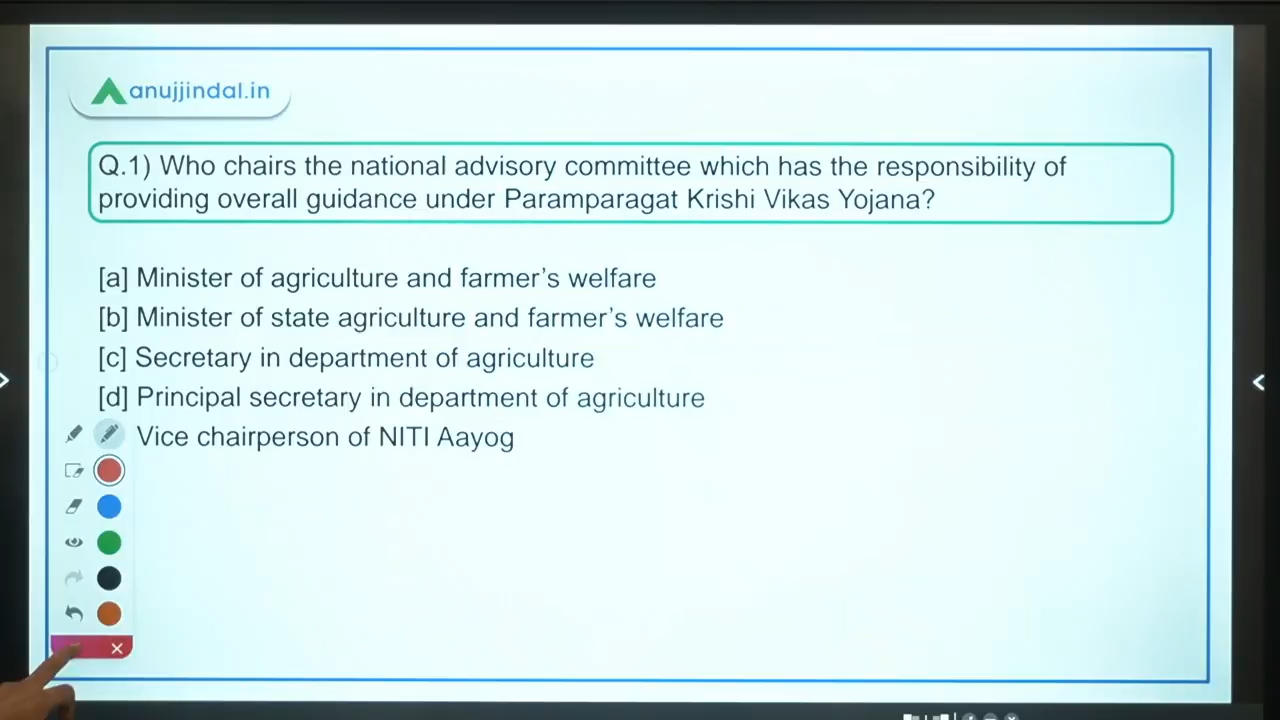 anujjindal.in
Q.1) Who chairs the national advisory committee which has the responsibility of
providing overall guidance under Paramparagat Krishi Vikas Yojana?
[a] Minister of agriculture and farmer’s welfare
[b] Minister of state agriculture and farmer’s welfare
[c] Secretary in department of agriculture
[d] Principal secretary in department of agriculture
Vice chairperson of NITI Aayog